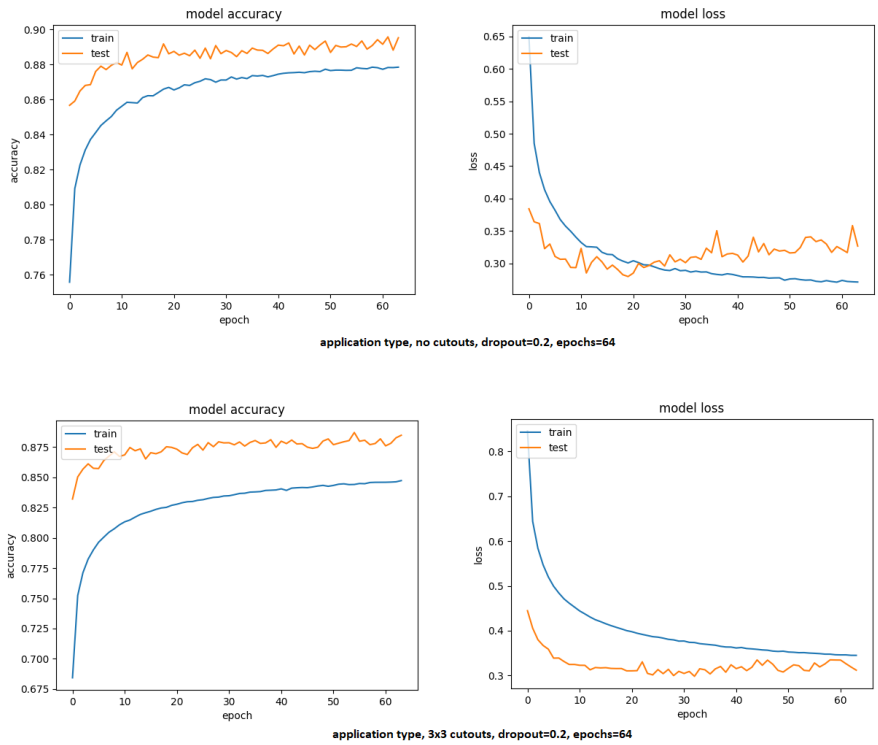 model accuracy
model loss
train
test
train
test
0.90
0.88
0.86
0.84
0.82
0.80
0.78
0.76
accuracy
0 10 20 30 40 50 60
epoch
0.65
0.60
0.55
0.50
0.45
0.40
0.35
0.30
loss
0 10 20 30 40 50 60
epoch
application type, no cutouts, dropout=0.2, epochs=64
model accuracy
model loss
train
test
train
test
0.875
0.850
0.825
0.800
0.775
0.750
0.725
0.700
0.675
accuracy
0 10 20 30 40 50 60
epoch
0.8
0.7
0.6
0.5
0.4
0.3
loss
0 10 20 30 40 50 60
epoch
application type, 3x3 cutouts, dropout=0.2, epochs=64